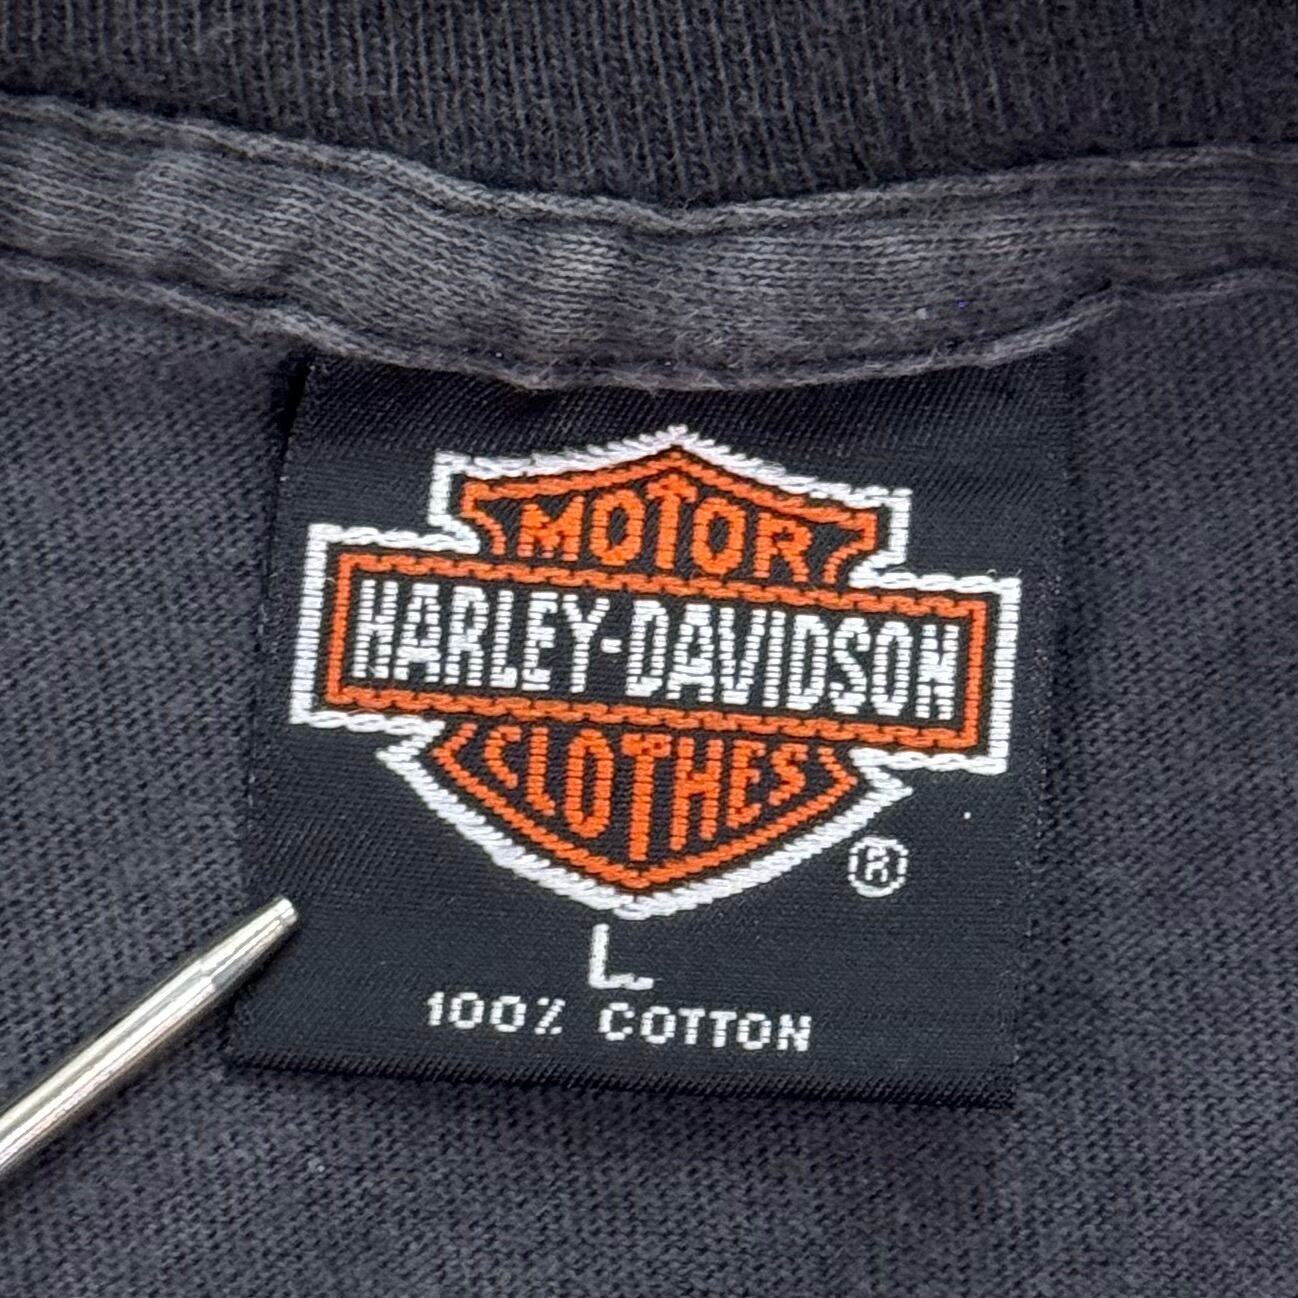 MOTOR
HARLEY-DAVIDSON
CLOTHES
®
L
100% COTTON